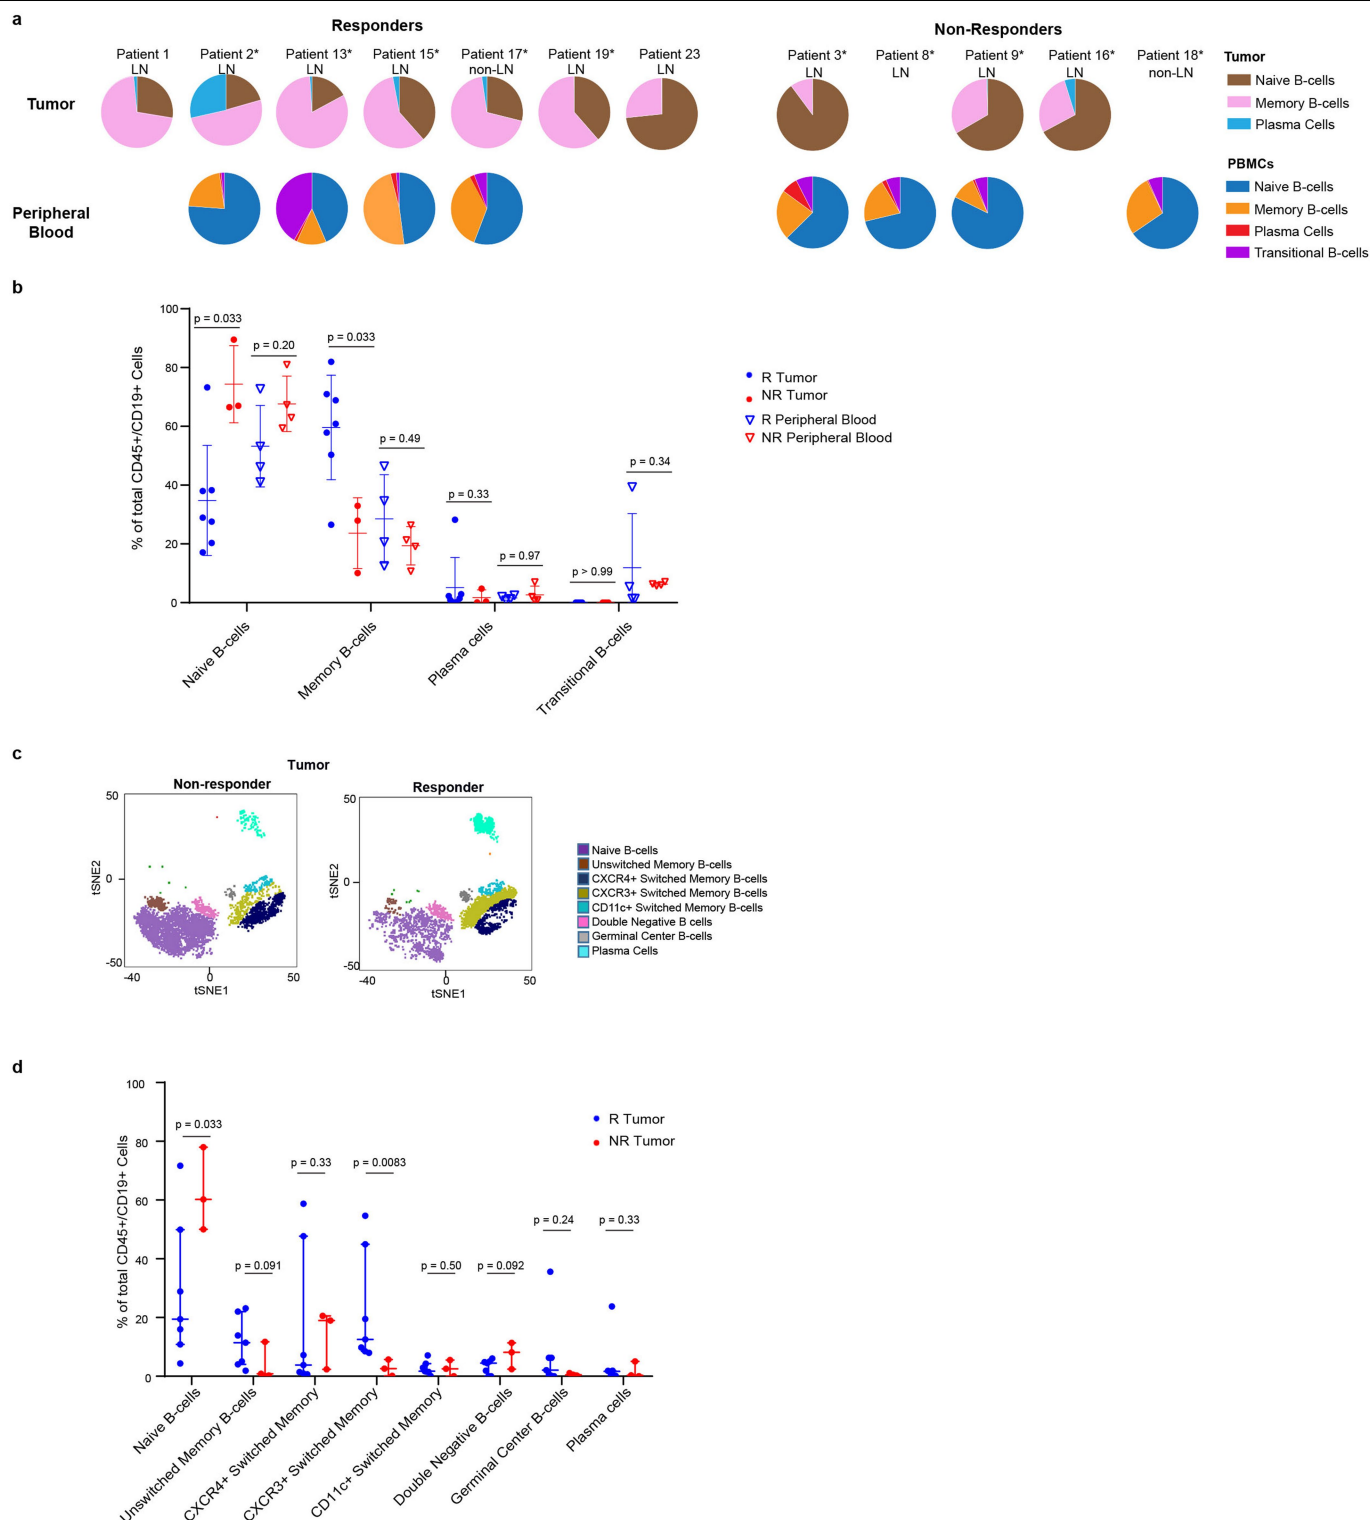 a
Responders
Non-Responders
Patient 1
LN
Patient 2*
LN
Patient 13*
LN
Patient 15*
LN
Patient 17*
non-LN
Patient 19*
LN
Patient 23
LN
Patient 3*
LN
Patient 8*
LN
Patient 9*
LN
Patient 16*
LN
Patient 18*
non-LN
Tumor
Peripheral
Blood
Tumor
Naive B-cells
Memory B-cells
Plasma Cells
PBMCs
Naive B-cells
Memory B-cells
Plasma Cells
Transitional B-cells
b
% of total CD45+/CD19+ Cells
100
80
60
40
20
0
p = 0.033
p = 0.20
p = 0.033
p = 0.49
p = 0.33
p = 0.97
p > 0.99
p = 0.34
Naive B-cells
Memory B-cells
Plasma cells
Transitional B-cells
R Tumor
NR Tumor
R Peripheral Blood
NR Peripheral Blood
c
Tumor
Non-responder
Responder
50
0
-50
tSNE2
-40
0
50
tSNE1
50
0
-50
tSNE2
-40
0
50
tSNE1
Naive B-cells
Unswitched Memory B-cells
CXCR4+ Switched Memory B-cells
CXCR3+ Switched Memory B-cells
CD11c+ Switched Memory B-cells
Double Negative B cells
Germinal Center B-cells
Plasma Cells
d
% of total CD45+/CD19+ Cells
100
80
60
40
20
0
p = 0.033
p = 0.091
p = 0.33
p = 0.0083
p = 0.50
p = 0.092
p = 0.24
p = 0.33
R Tumor
NR Tumor
Naive B-cells
Unswitched Memory B-cells
CXCR4+ Switched Memory
CXCR3+ Switched Memory
CD11c+ Switched Memory
Double Negative B-cells
Germinal Center B-cells
Plasma cells